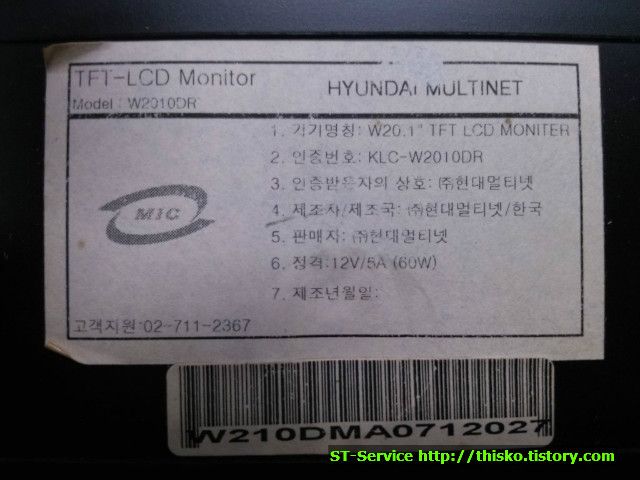 TFT-LCD Monitor
Model : W2010DR
HYUNDAI MULTINET
1. 기기명칭: W20.1" TFT LCD MONITER
2. 인증번호: KLC-W2010DR
3. 인증받은자의 상호: ㈜현대멀티넷
4. 제조자/제조국: ㈜현대멀티넷/한국
5. 판매자: ㈜현대멀티넷
6. 정격:12V/5A (60W)
7. 제조년월일:
MIC
고객지원:02-711-2367
W210DMA0712027
ST-Service http://thisko.tistory.com